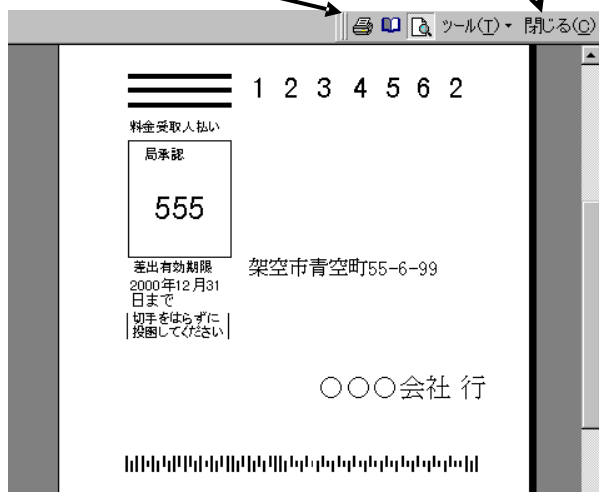 ツール(T) 閉じる(C)
1 2 3 4 5 6 2
料金受取人払い
局承認
555
差出有効期限
2000年12月31
日まで
切手をはらずに
投函してください
架空市青空町55-6-99
○○○会社 行